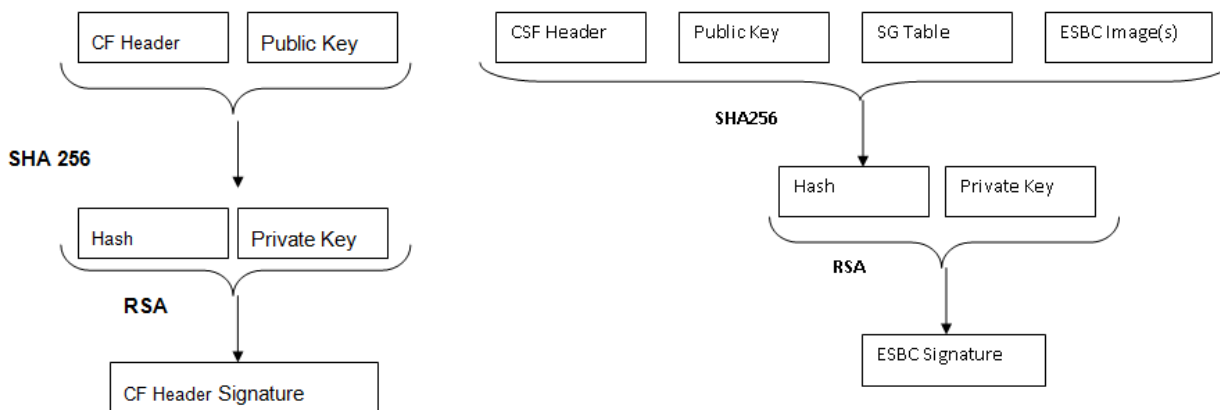 CF Header
Public Key
SHA 256
Hash
Private Key
RSA
CF Header Signature
CSF Header
Public Key
SG Table
ESBC Image(s)
SHA256
Hash
Private Key
RSA
ESBC Signature